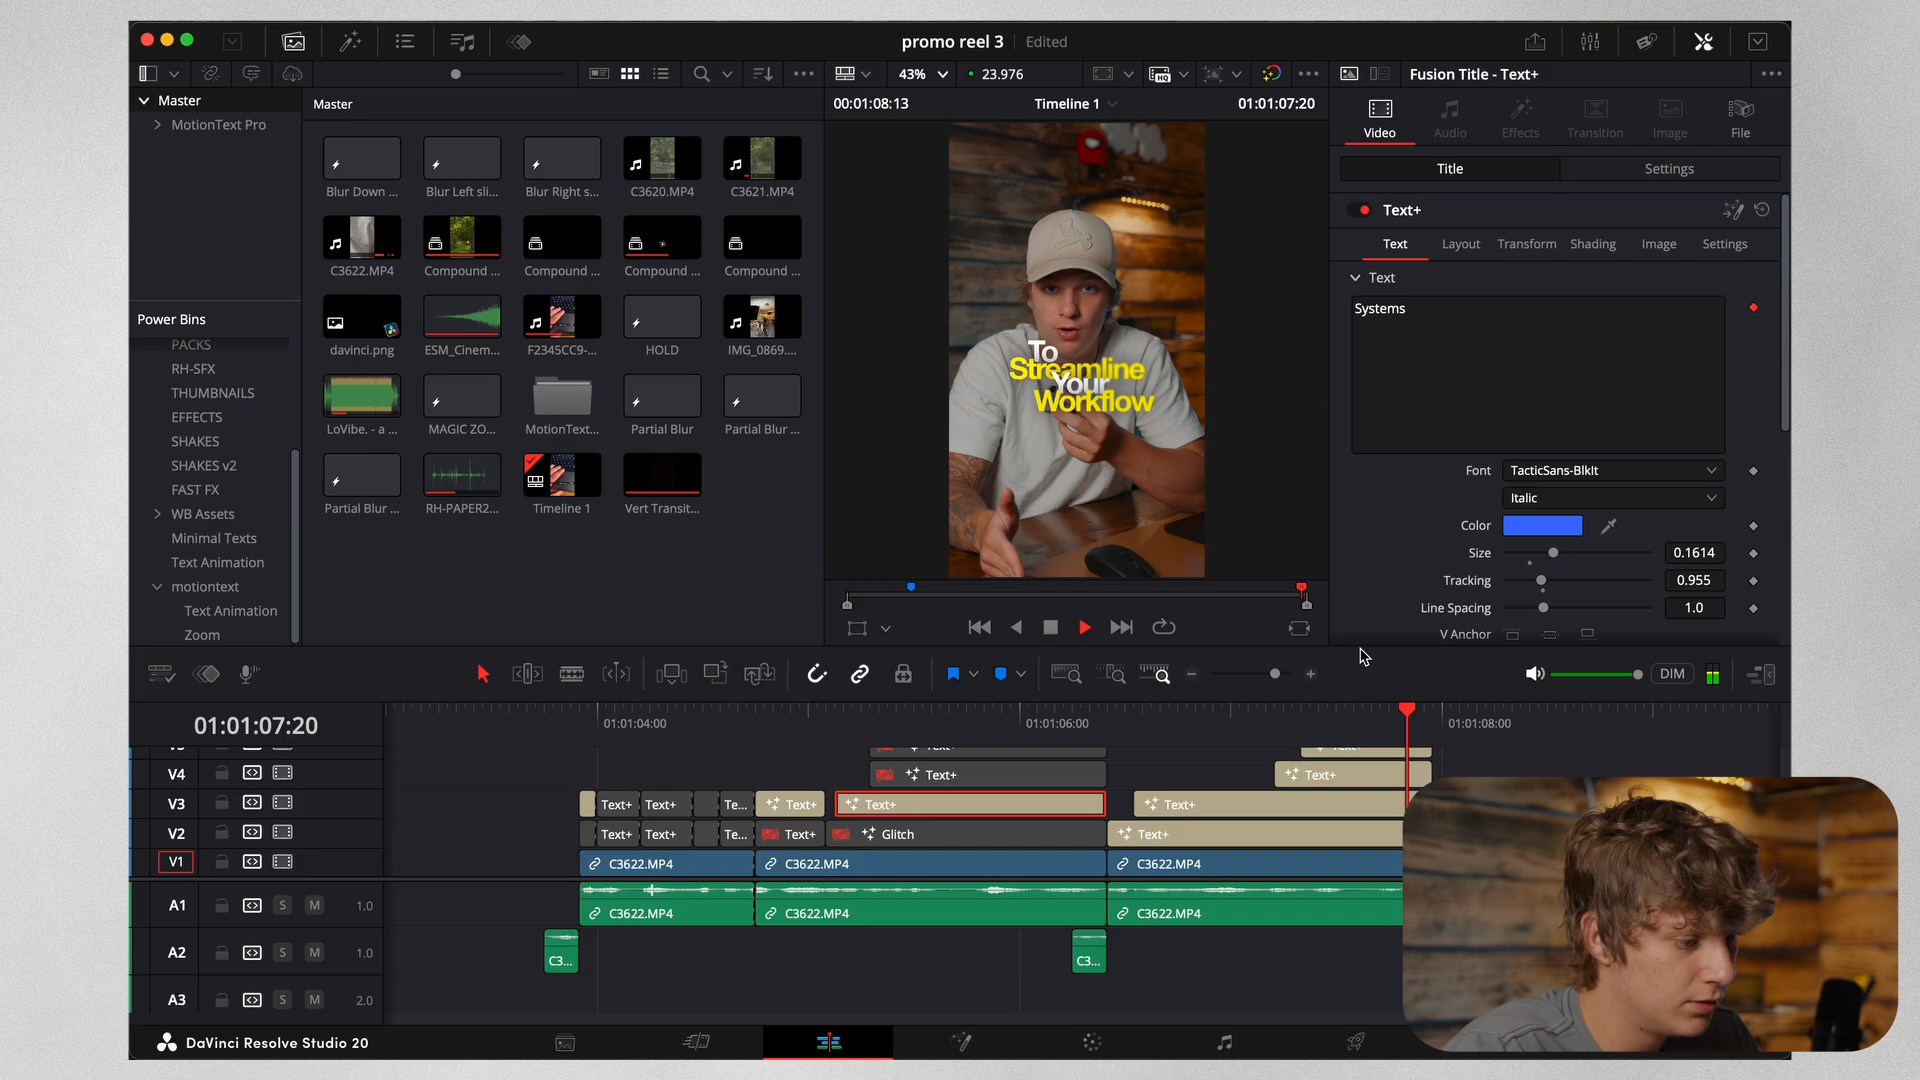 promo reel 3
Edited
43%
23.976
Fusion Title - Text+
Master
MotionText Pro
Master
00:01:08:13
Timeline 1
01:01:07:20
Video
Audio
Effects
Transition
Image
File
Title
Settings
Text+
Text
Layout
Transform
Shading
Image
Settings
Text
Systems
Blur Down ...
Blur Left sli...
Blur Right s...
C3620.MP4
C3621.MP4
C3622.MP4
Compound ...
Compound ...
Compound ...
Compound ...
davinci.png
ESM_Cinem...
F2345CC9-...
HOLD
IMG_0869....
LoVibe. - a ...
MAGIC ZO...
MotionText...
Partial Blur
Partial Blur ...
Partial Blur ...
RH-PAPER2...
Timeline 1
Vert Transit...
Power Bins
PACKS
RH-SFX
THUMBNAILS
EFFECTS
SHAKES
SHAKES v2
FAST FX
WB Assets
Minimal Texts
Text Animation
motiontext
Text Animation
Zoom
To
Streamline
Your
Workflow
Font
TacticSans-BlkIt
Italic
Color
Size
0.1614
Tracking
0.955
Line Spacing
1.0
V Anchor
HQ
DIM
01:01:07:20
01:01:04:00
01:01:06:00
01:01:08:00
Text+
Text+
V4
Text+
Text+
V3
Text+
Text+
Te...
Text+
Text+
Text+
V2
Text+
Text+
Te...
Text+
Glitch
Text+
V1
C3622.MP4
C3622.MP4
C3622.MP4
A1
S
M
1.0
C3622.MP4
C3622.MP4
C3622.MP4
A2
S
M
1.0
C3...
C3...
A3
S
M
2.0
DaVinci Resolve Studio 20